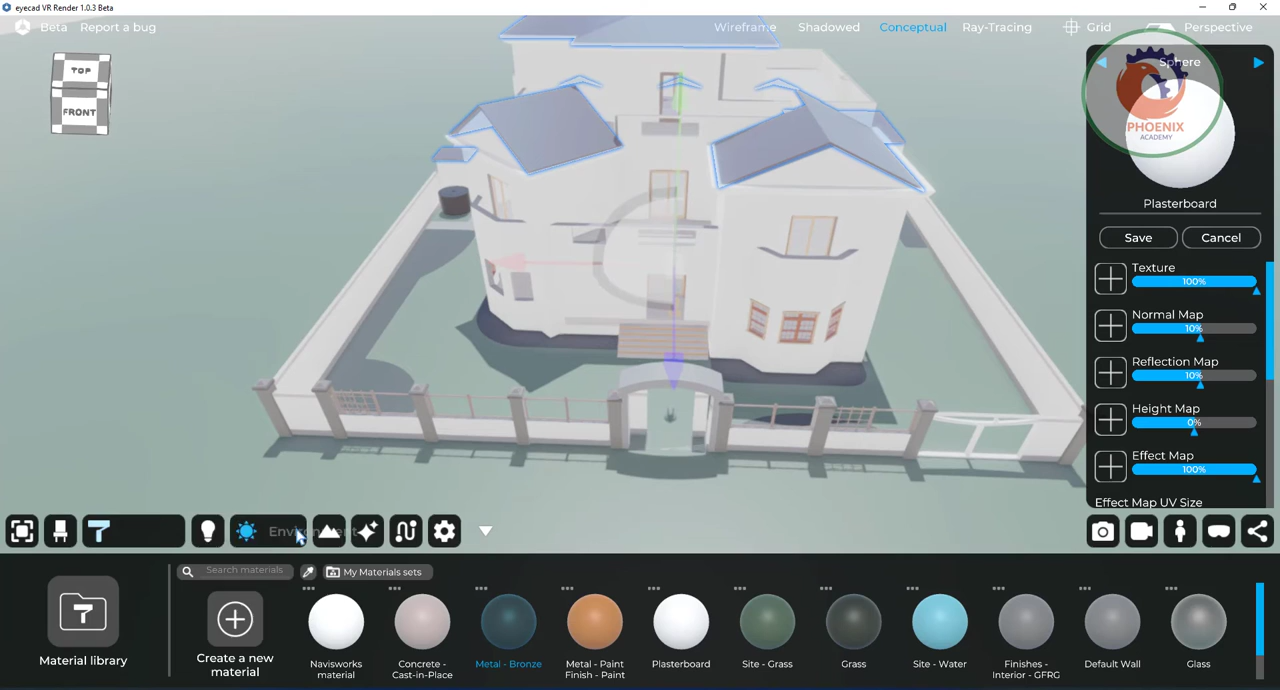 eyecad VR Render 1.0.3 Beta
Beta Report a bug
Wireframe Shadowed Conceptual Ray-Tracing Grid Perspective
TOP
FRONT
Sphere
PHOENIX
ACADEMY
Plasterboard
Save Cancel
Texture
100%
Normal Map
10%
Reflection Map
10%
Height Map
0%
Effect Map
100%
Effect Map UV Size
Environment
Search materials My Materials sets
Material library
Create a new
material
Navisworks
material
Concrete -
Cast-in-Place
Metal - Bronze
Metal - Paint
Finish - Paint
Plasterboard
Site - Grass
Grass
Site - Water
Finishes -
Interior - GFRG
Default Wall
Glass